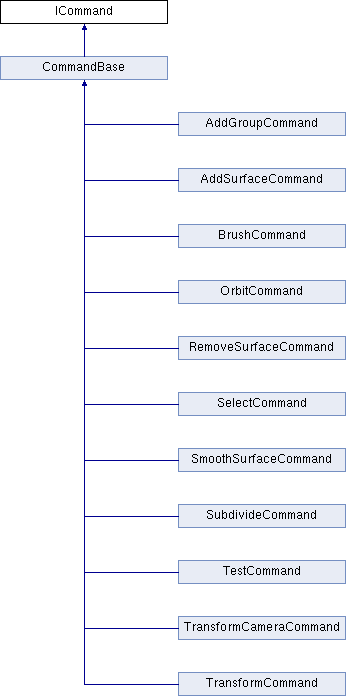 ICommand
CommandBase
AddGroupCommand
AddSurfaceCommand
BrushCommand
OrbitCommand
RemoveSurfaceCommand
SelectCommand
SmoothSurfaceCommand
SubdivideCommand
TestCommand
TransformCameraCommand
TransformCommand